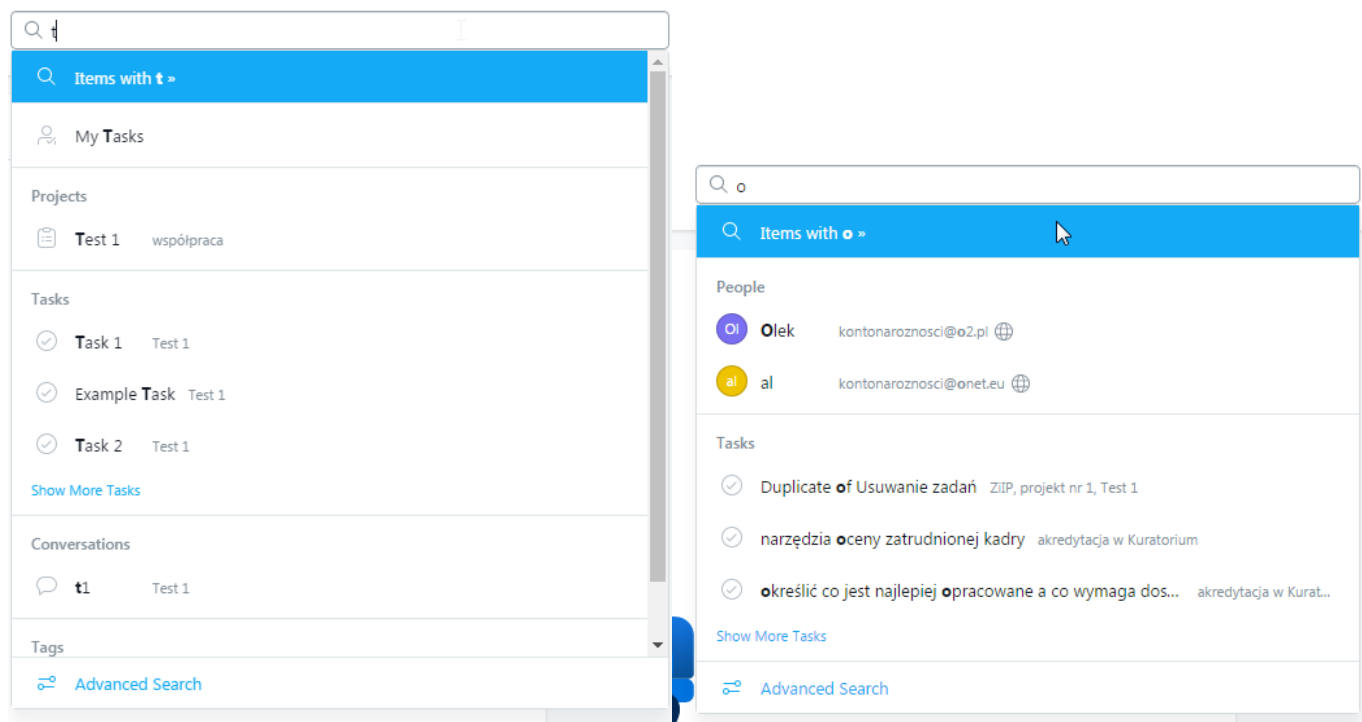 t
Items with t »
My Tasks
Projects
Test 1 współpraca
Tasks
Task 1 Test 1
Example Task Test 1
Task 2 Test 1
Show More Tasks
Conversations
t1 Test 1
Tags
Advanced Search
o
Items with o »
People
Ol Olek kontonaroznosci@o2.pl
al al kontonaroznosci@onet.eu
Tasks
Duplicate of Usuwanie zadań ZiIP, projekt nr 1, Test 1
narzędzia oceny zatrudnionej kadry akredytacja w Kuratorium
określić co jest najlepiej opracowane a co wymaga dos... akredytacja w Kurat...
Show More Tasks
Advanced Search